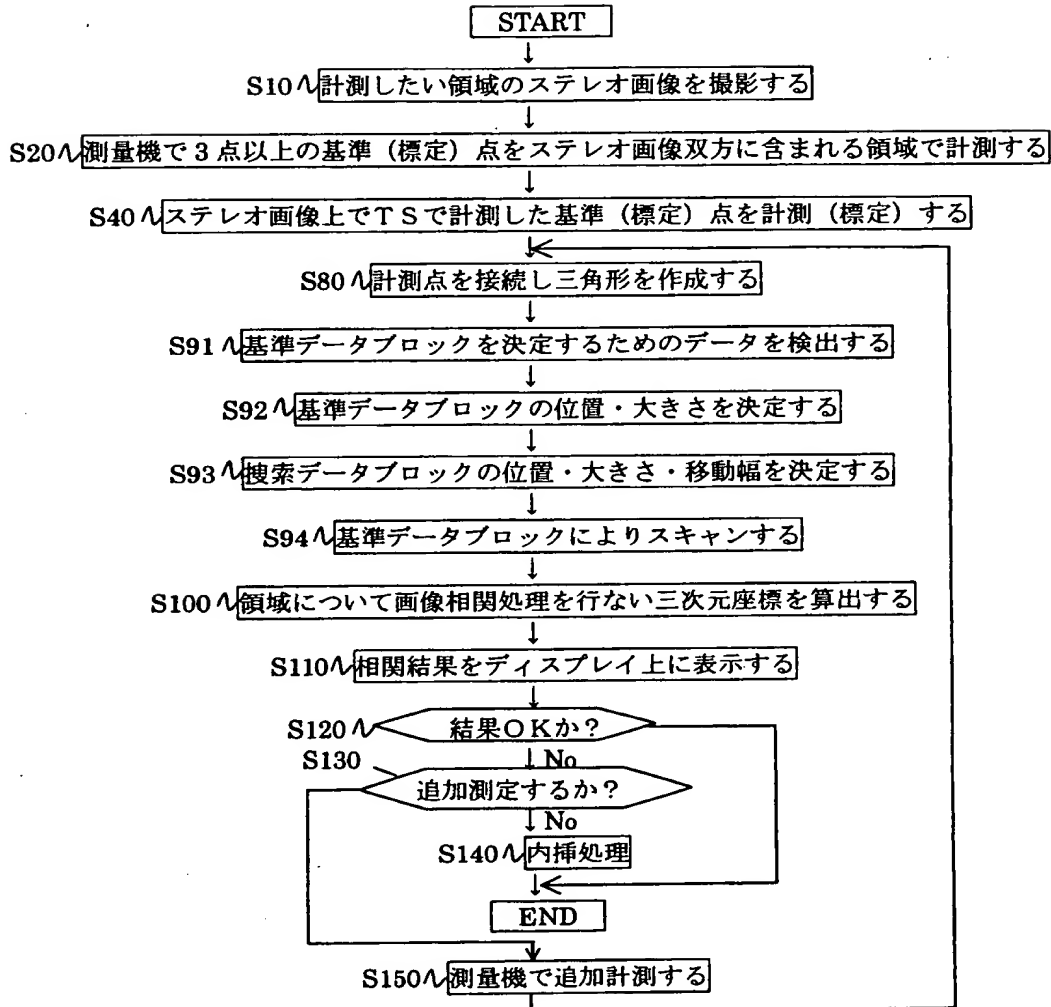 START
S10 計測したい領域のステレオ画像を撮影する
S20 測量機で3点以上の基準（標定）点をステレオ画像双方に含まれる領域で計測する
S40 ステレオ画像上でＴＳで計測した基準（標定）点を計測（標定）する
S80 計測点を接続し三角形を作成する
S91 基準データブロックを決定するためのデータを検出する
S92 基準データブロックの位置・大きさを決定する
S93 捜索データブロックの位置・大きさ・移動幅を決定する
S94 基準データブロックによりスキャンする
S100 領域について画像相関処理を行ない三次元座標を算出する
S110 相関結果をディスプレイ上に表示する
S120 結果ＯＫか？
No
S130
追加測定するか？
No
S140 内挿処理
END
S150 測量機で追加計測する